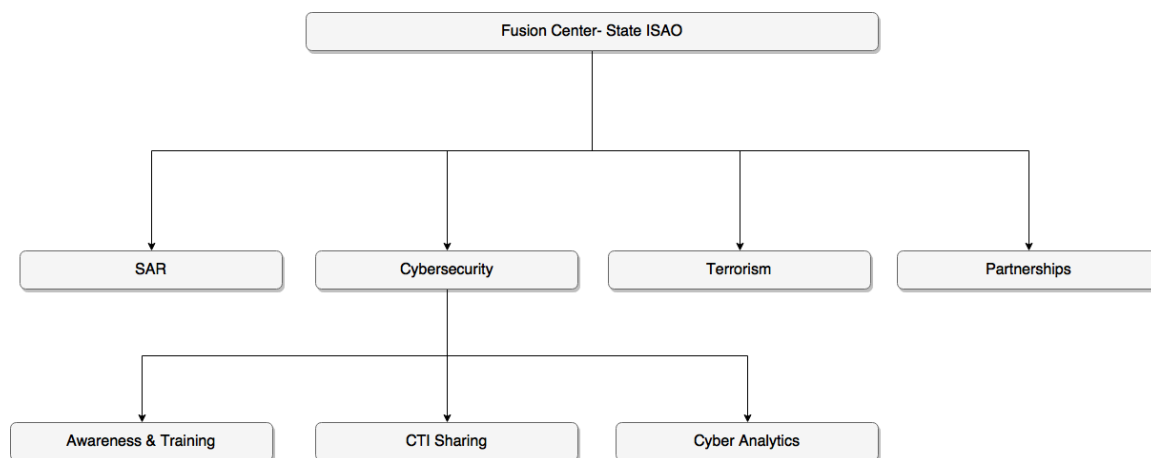 Fusion Center- State ISAO
SAR
Cybersecurity
Terrorism
Partnerships
Awareness & Training
CTI Sharing
Cyber Analytics